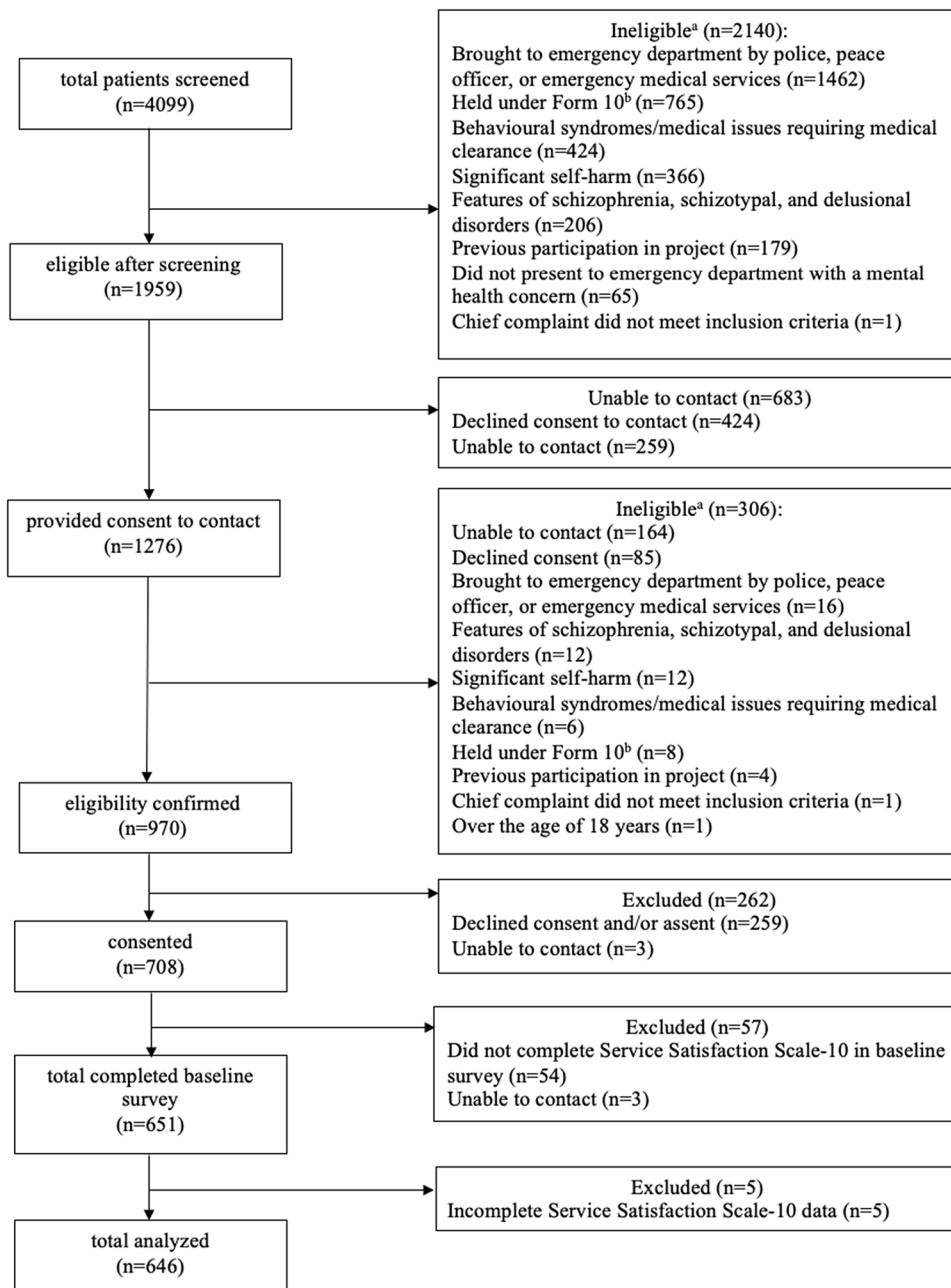 total patients screened
(n=4099)
Ineligibleᵃ (n=2140):
Brought to emergency department by police, peace
officer, or emergency medical services (n=1462)
Held under Form 10ᵇ (n=765)
Behavioural syndromes/medical issues requiring medical
clearance (n=424)
Significant self-harm (n=366)
Features of schizophrenia, schizotypal, and delusional
disorders (n=206)
Previous participation in project (n=179)
Did not present to emergency department with a mental
health concern (n=65)
Chief complaint did not meet inclusion criteria (n=1)
eligible after screening
(n=1959)
Unable to contact (n=683)
Declined consent to contact (n=424)
Unable to contact (n=259)
provided consent to contact
(n=1276)
Ineligibleᵃ (n=306):
Unable to contact (n=164)
Declined consent (n=85)
Brought to emergency department by police, peace
officer, or emergency medical services (n=16)
Features of schizophrenia, schizotypal, and delusional
disorders (n=12)
Significant self-harm (n=12)
Behavioural syndromes/medical issues requiring medical
clearance (n=6)
Held under Form 10ᵇ (n=8)
Previous participation in project (n=4)
Chief complaint did not meet inclusion criteria (n=1)
Over the age of 18 years (n=1)
eligibility confirmed
(n=970)
Excluded (n=262)
Declined consent and/or assent (n=259)
Unable to contact (n=3)
consented
(n=708)
Excluded (n=57)
Did not complete Service Satisfaction Scale-10 in baseline
survey (n=54)
Unable to contact (n=3)
total completed baseline
survey
(n=651)
Excluded (n=5)
Incomplete Service Satisfaction Scale-10 data (n=5)
total analyzed
(n=646)